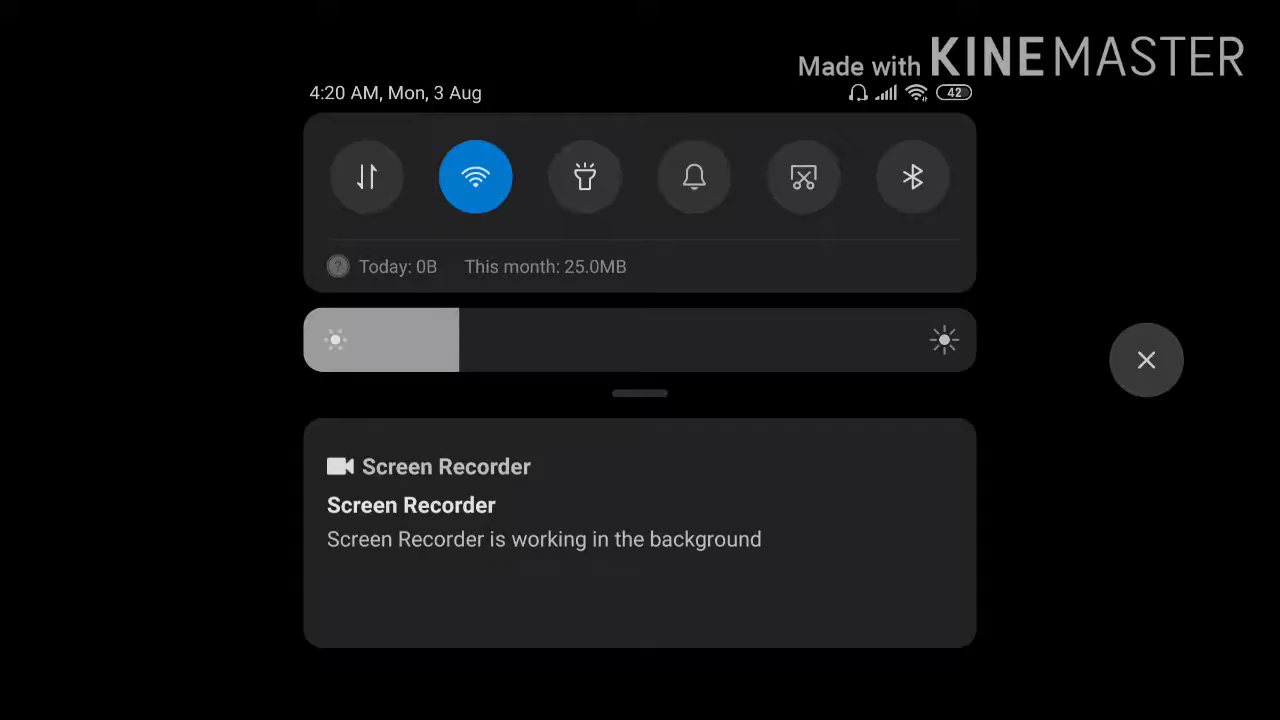 Made with KINEMASTER
4:20 AM, Mon, 3 Aug
42
Today: 0B This month: 25.0MB
Screen Recorder
Screen Recorder
Screen Recorder is working in the background